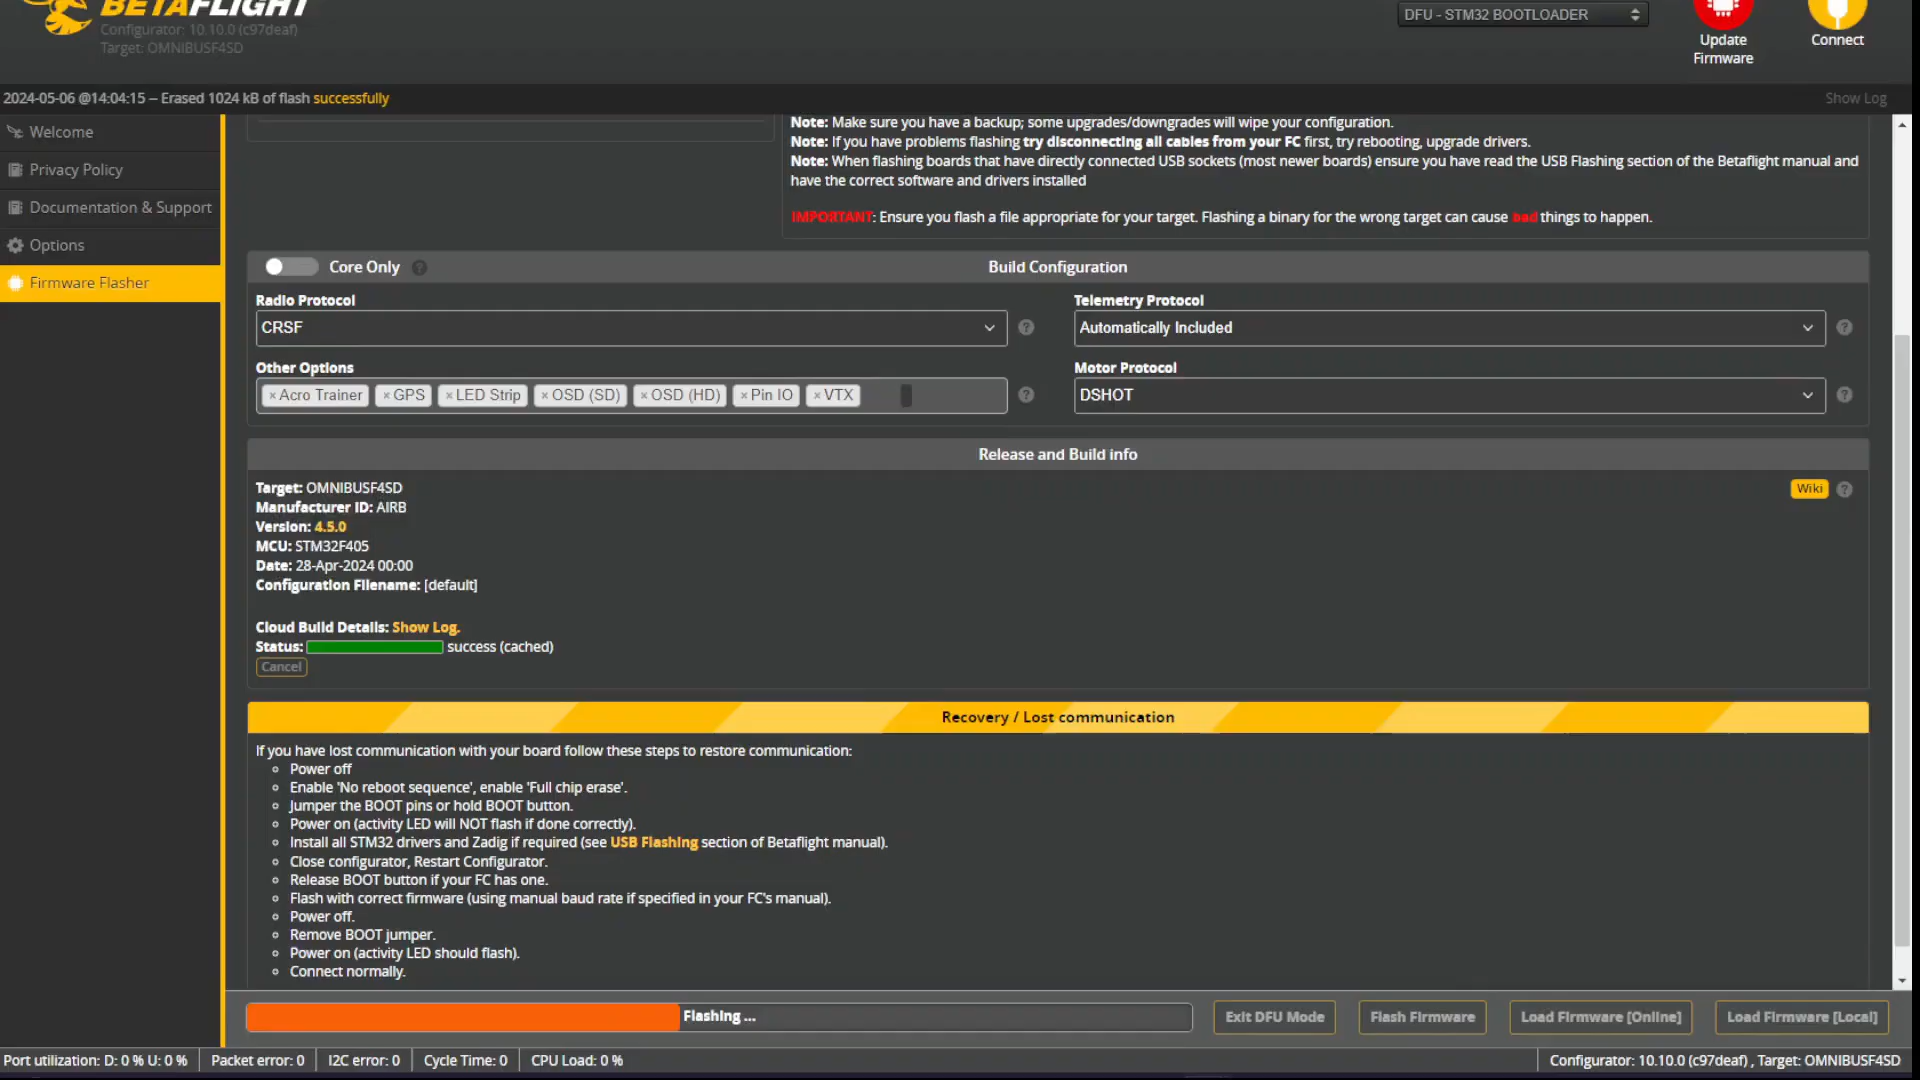 BETAFLIGHT
Configurator: 10.10.0 (c97deaf)
Target: OMNIBUSF4SD
DFU - STM32 BOOTLOADER
Update
Firmware
Connect
2024-05-06 @14:04:15 -- Erased 1024 kB of flash successfully
Show Log
Welcome
Privacy Policy
Documentation & Support
Options
Firmware Flasher
Note: Make sure you have a backup; some upgrades/downgrades will wipe your configuration.
Note: If you have problems flashing try disconnecting all cables from your FC first, try rebooting, upgrade drivers.
Note: When flashing boards that have directly connected USB sockets (most newer boards) ensure you have read the USB Flashing section of the Betaflight manual and
have the correct software and drivers installed
IMPORTANT: Ensure you flash a file appropriate for your target. Flashing a binary for the wrong target can cause bad things to happen.
Core Only
Build Configuration
Radio Protocol
CRSF
Telemetry Protocol
Automatically Included
Other Options
×Acro Trainer ×GPS ×LED Strip ×OSD (SD) ×OSD (HD) ×Pin IO ×VTX
Motor Protocol
DSHOT
Release and Build info
Target: OMNIBUSF4SD
Wiki
Manufacturer ID: AIRB
Version: 4.5.0
MCU: STM32F405
Date: 28-Apr-2024 00:00
Configuration Filename: [default]
Cloud Build Details: Show Log.
Status: success (cached)
Cancel
Recovery / Lost communication
If you have lost communication with your board follow these steps to restore communication:
Power off
Enable 'No reboot sequence', enable 'Full chip erase'.
Jumper the BOOT pins or hold BOOT button.
Power on (activity LED will NOT flash if done correctly).
Install all STM32 drivers and Zadig if required (see USB Flashing section of Betaflight manual).
Close configurator, Restart Configurator.
Release BOOT button if your FC has one.
Flash with correct firmware (using manual baud rate if specified in your FC's manual).
Power off.
Remove BOOT jumper.
Power on (activity LED should flash).
Connect normally.
Flashing ...
Exit DFU Mode
Flash Firmware
Load Firmware [Online]
Load Firmware [Local]
Port utilization: D: 0 % U: 0 %
Packet error: 0
I2C error: 0
Cycle Time: 0
CPU Load: 0 %
Configurator: 10.10.0 (c97deaf) , Target: OMNIBUSF4SD